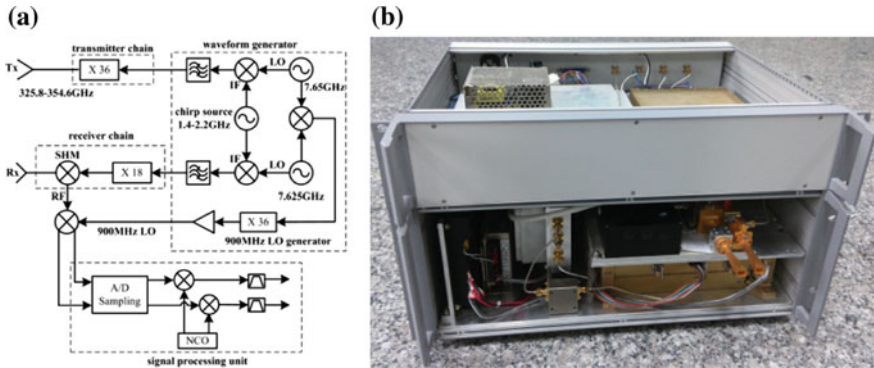 (a)
(b)
transmitter chain
waveform generator
Tx
X 36
LO
IF
7.65GHz
325.8-354.6GHz
chirp source
1.4-2.2GHz
receiver chain
SHM
Rx
X 18
IF
LO
7.625GHz
RF
X 36
900MHz LO
900MHz LO generator
A/D
Sampling
NCO
signal processing unit